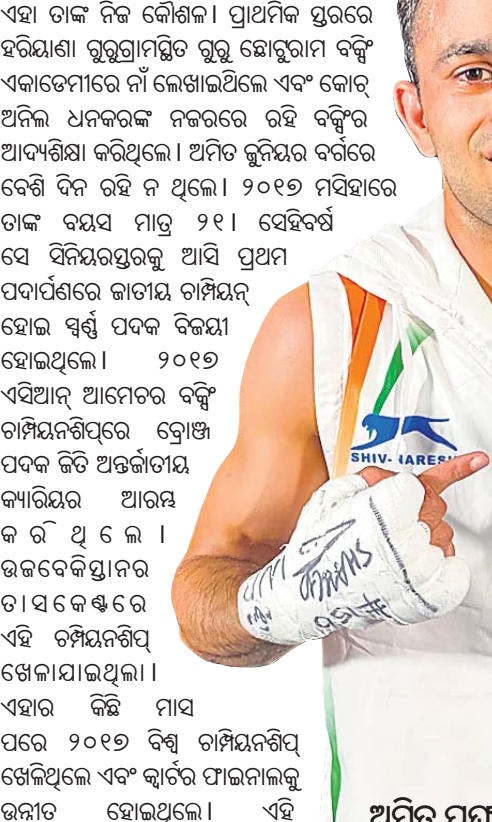 ଏହା ତାଙ୍କ ନିଜ କୌଶଳ। ପ୍ରାଥମିକ ସ୍ତରରେ
ହରିୟାଣା ଗୁରୁଗ୍ରାମସ୍ଥିତ ଗୁରୁ ଛୋଟୁରାମ ବକ୍ସିଂ
ଏକାଡେମୀରେ ନାଁ ଲେଖାଇଥିଲେ ଏବଂ କୋଚ୍
ଅନିଲ ଧନକରଙ୍କ ନଜରରେ ରହି ବକ୍ସିଂର
ଆଦ୍ୟଶିକ୍ଷା କରିଥିଲେ। ଅମିତ ଜୁନିୟର ବର୍ଗରେ
ବେଶି ଦିନ ରହି ନ ଥିଲେ। ୨୦୧୭ ମସିହାରେ
ତାଙ୍କ ବୟସ ମାତ୍ର ୨୧। ସେହିବର୍ଷ
ସେ ସିନିୟରସ୍ତରକୁ ଆସି ପ୍ରଥମ
ପଦାର୍ପଣରେ ଜାତୀୟ ଚାମ୍ପିୟନ୍
ହୋଇ ସ୍ୱର୍ଣ୍ଣ ପଦକ ବିଜୟୀ
ହୋଇଥିଲେ। ୨୦୧୭
ଏସିଆନ୍ ଆମେଚର ବକ୍ସିଂ
ଚାମ୍ପିୟନଶିପ୍‌ରେ ବ୍ରୋଞ୍ଜ
ପଦକ ଜିତି ଅନ୍ତର୍ଜାତୀୟ
କ୍ୟାରିୟର ଆରମ୍ଭ
କରିଥିଲେ।
ଉଜବେକିସ୍ତାନର
ତାସକେଣ୍ଟରେ
ଏହି ଚମ୍ପିୟନଶିପ୍
ଖେଳାଯାଇଥିଲା।
ଏହାର କିଛି ମାସ
ପରେ ୨୦୧୭ ବିଶ୍ୱ ଚାମ୍ପିୟନଶିପ୍
ଖେଳିଥିଲେ ଏବଂ କ୍ୱାର୍ଟର ଫାଇନାଲକୁ
ଉନ୍ନୀତ ହୋଇଥିଲେ। ଏହି
SHIV-NARESH
ଅମିତ